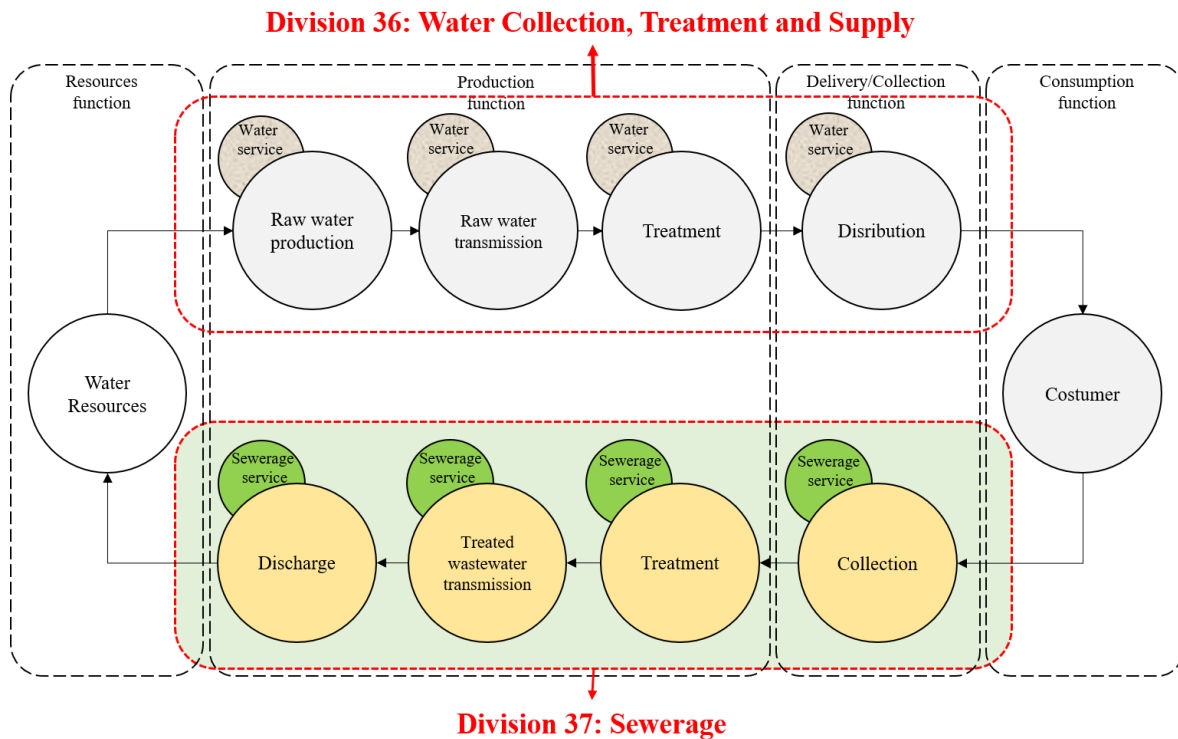 Division 36: Water Collection, Treatment and Supply
Resources
function
Production
function
Delivery/Collection
function
Consumption
function
Water
service
Water
service
Water
service
Water
service
Raw water
production
Raw water
transmission
Treatment
Disribution
Water
Resources
Costumer
Sewerage
service
Sewerage
service
Sewerage
service
Sewerage
service
Discharge
Treated
wastewater
transmission
Treatment
Collection
Division 37: Sewerage